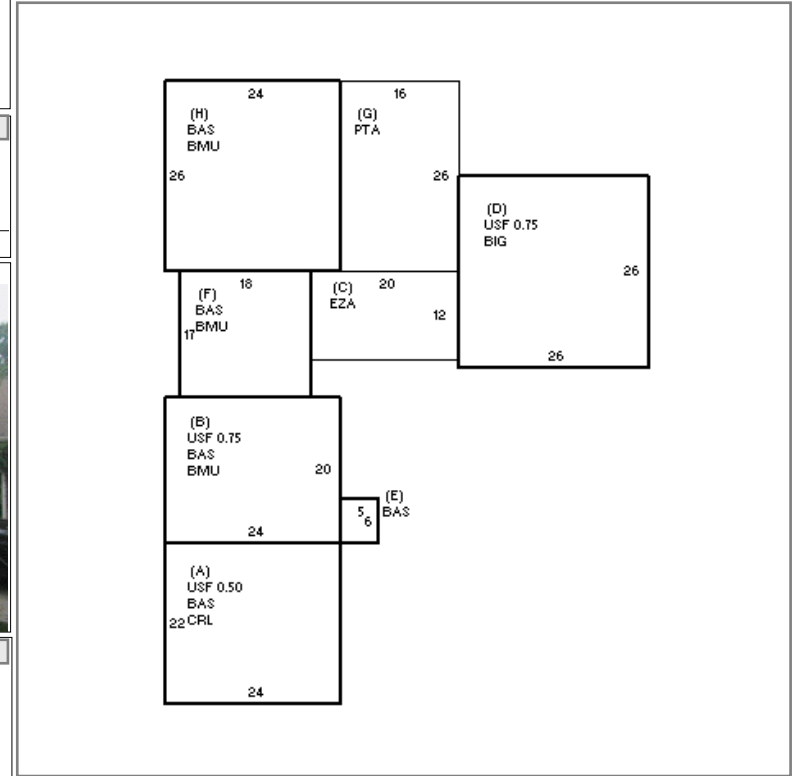 24
(H)
BAS
BMU
26
16
(G)
PTA
26
(D)
USF 0.75
BIG
26
26
18
(F)
BAS
BMU
17
(C)
EZA
20
12
(B)
USF 0.75
BAS
BMU
20
24
(E)
BAS
5
6
(A)
USF 0.50
BAS
CRL
22
24